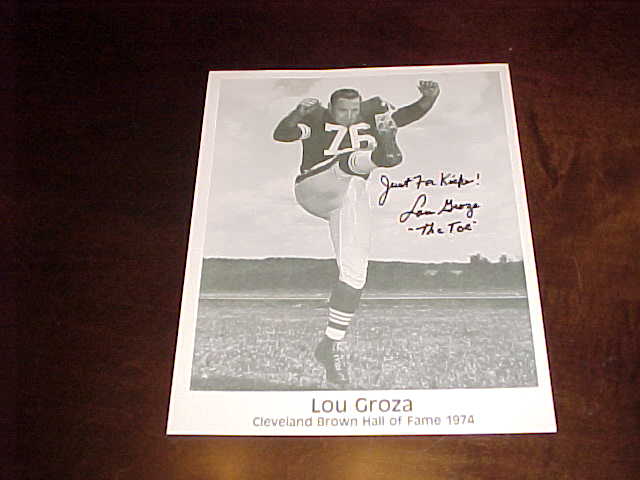 76
Just For Kicks!
Lou Groza
"The Toe"
Lou Groza
Cleveland Brown Hall of Fame 1974